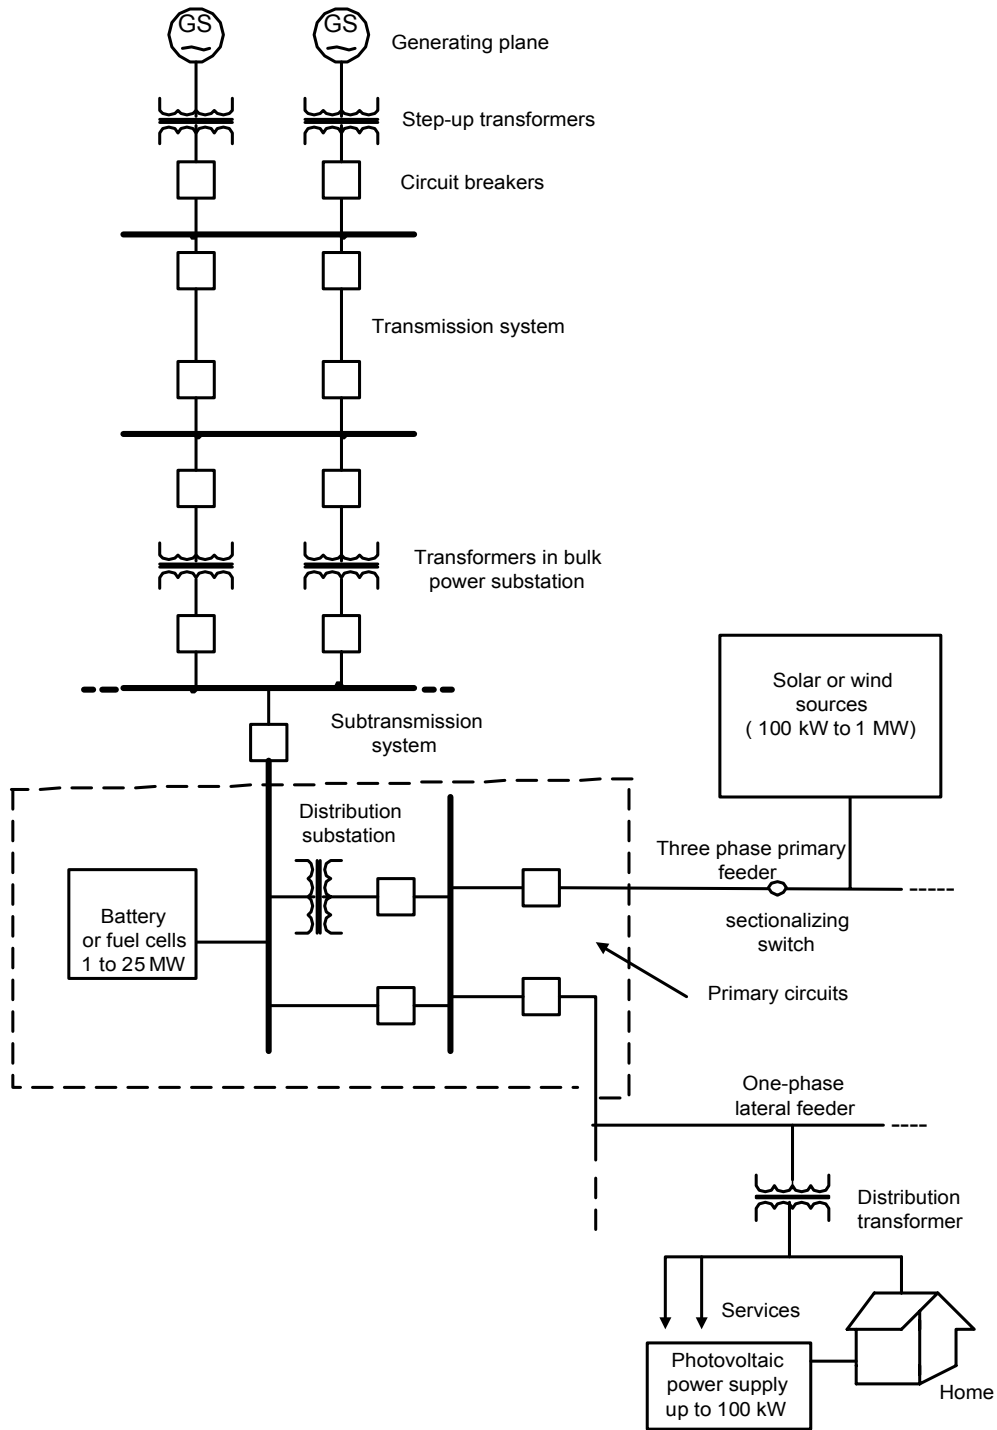 GS
GS
Generating plane
Step-up transformers
Circuit breakers
Transmission system
Transformers in bulk
power substation
Solar or wind
sources
( 100 kW to 1 MW)
Subtransmission
system
Distribution
substation
Three phase primary
feeder
Battery
or fuel cells
1 to 25 MW
sectionalizing
switch
Primary circuits
One-phase
lateral feeder
Distribution
transformer
Services
Photovoltaic
power supply
up to 100 kW
Home